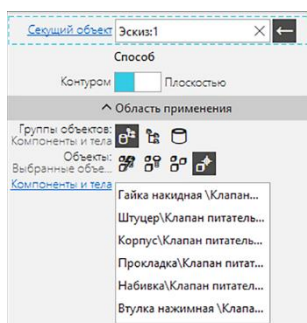 Секущий объект Эскиз:1
Способ
Контуром Плоскостью
Область применения
Группы объектов:
Компоненты и тела
Объекты:
Выбранные объе...
Компоненты и тела
Гайка накидная \Клапан...
Штуцер\Клапан питатель...
Корпус\Клапан питатель...
Прокладка\Клапан питат...
Набивка\Клапан питател...
Втулка нажимная \Клапа...